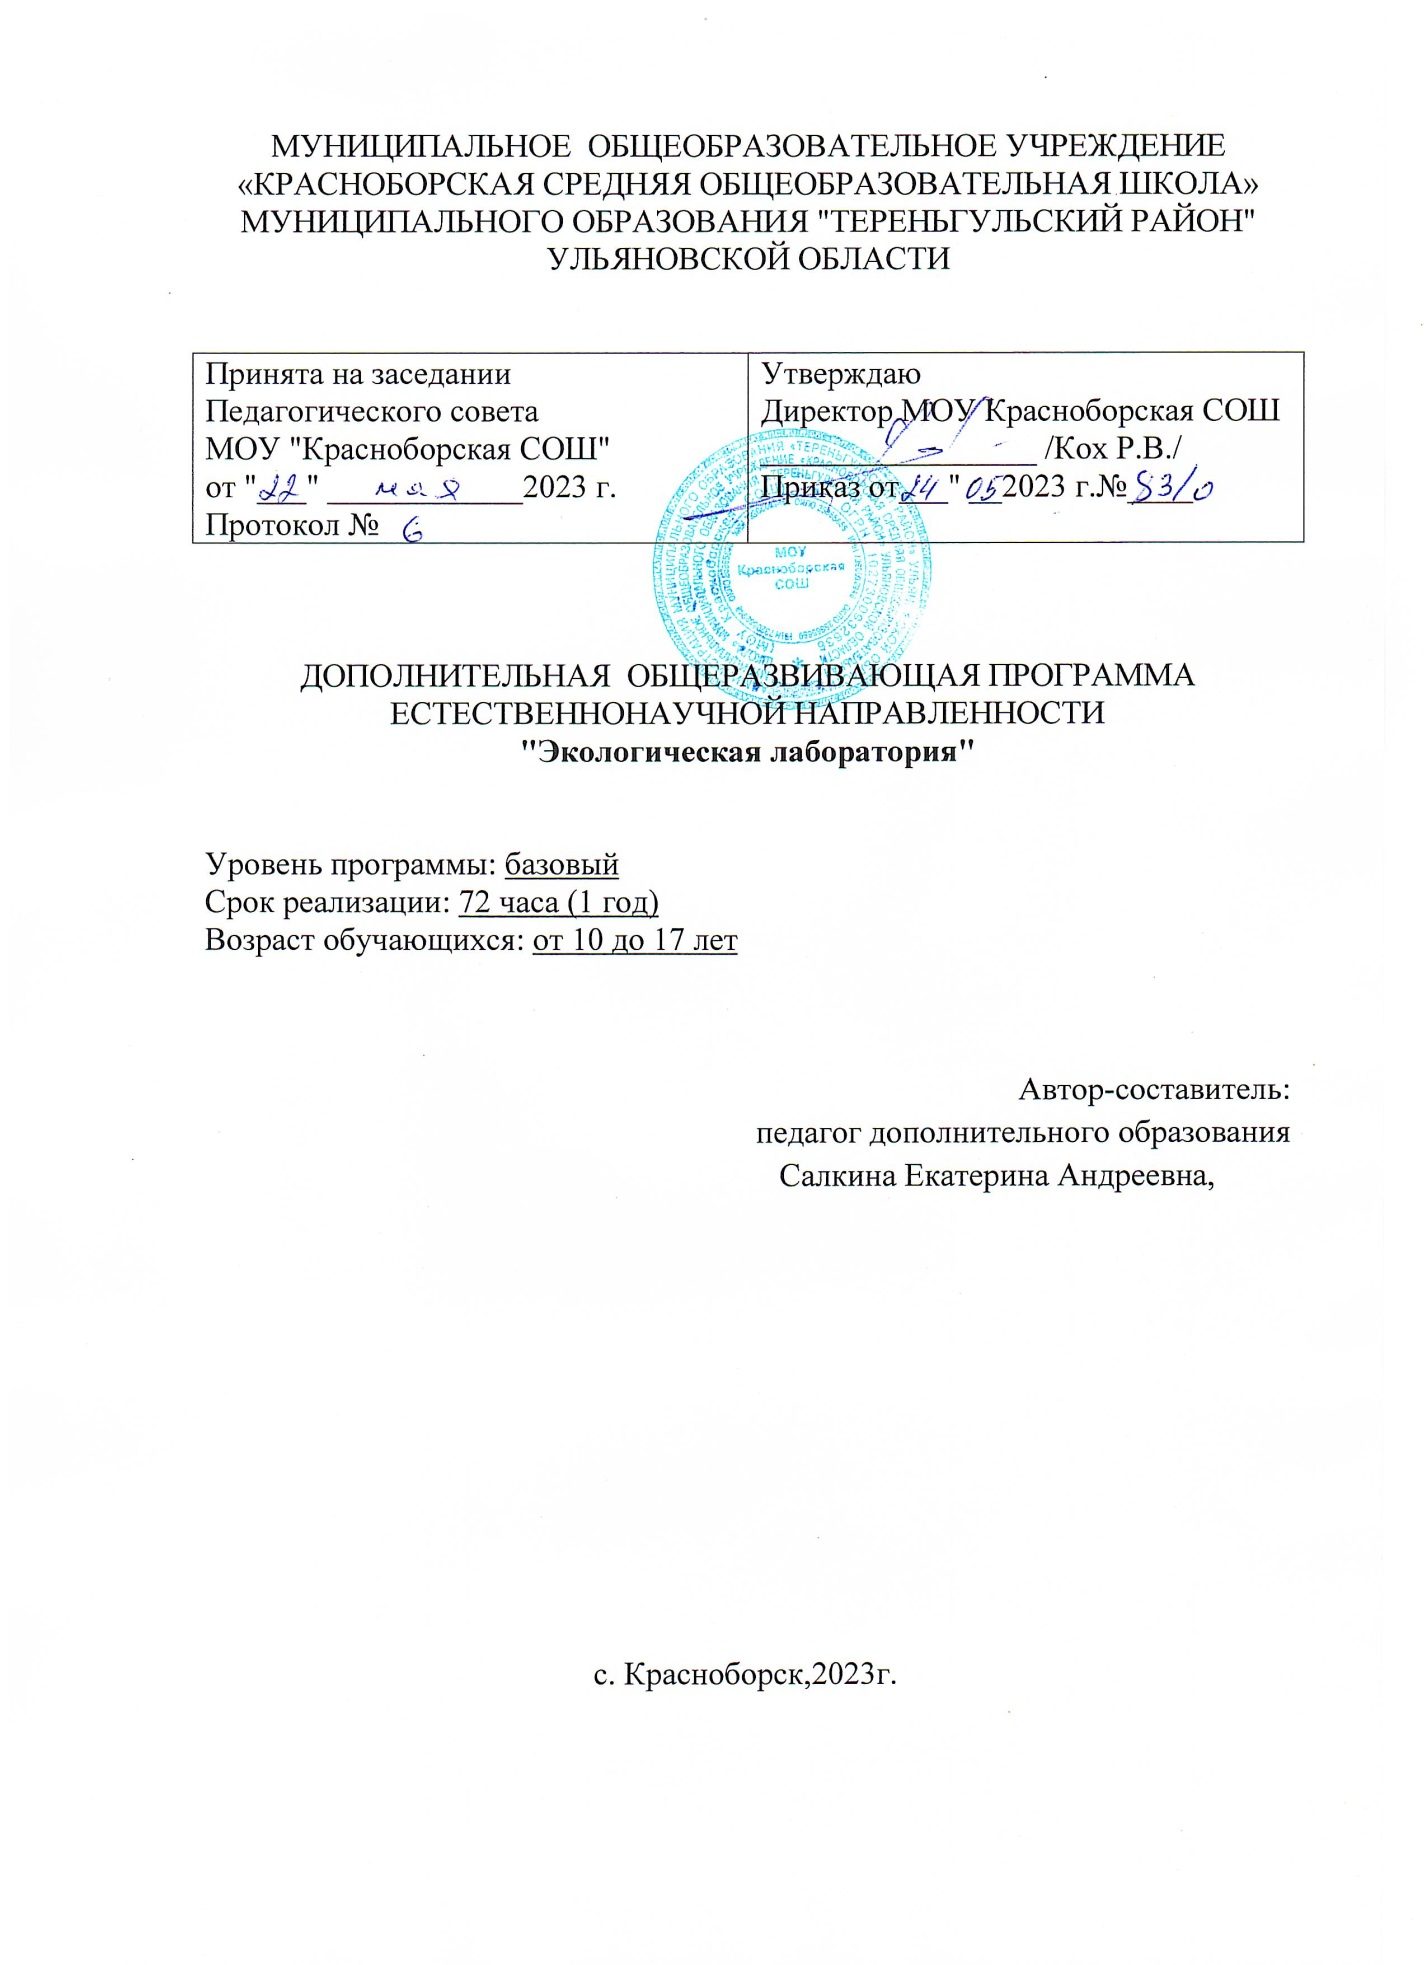 МУНИЦИПАЛЬНОЕ ОБЩЕОБРАЗОВАТЕЛЬНОЕ УЧРЕЖДЕНИЕ
«КРАСНОБОРСКАЯ СРЕДНЯЯ ОБЩЕОБРАЗОВАТЕЛЬНАЯ ШКОЛА»
МУНИЦИПАЛЬНОГО ОБРАЗОВАНИЯ "ТЕРЕНЬГУЛЬСКИЙ РАЙОН"
УЛЬЯНОВСКОЙ ОБЛАСТИ
Принята на заседании
Педагогического совета
МОУ "Красноборская СОШ"
от "22" мая 2023 г.
Протокол № 6
Утверждаю
Директор МОУ Красноборская СОШ
/Кох Р.В./
Приказ от 24 " 05 2023 г.№ 83/о
МОУ
Красноборская
СОШ
ДОПОЛНИТЕЛЬНАЯ ОБЩЕРАЗВИВАЮЩАЯ ПРОГРАММА
ЕСТЕСТВЕННОНАУЧНОЙ НАПРАВЛЕННОСТИ
"Экологическая лаборатория"
Уровень программы: базовый
Срок реализации: 72 часа (1 год)
Возраст обучающихся: от 10 до 17 лет
Автор-составитель:
педагог дополнительного образования
Салкина Екатерина Андреевна,
с. Красноборск,2023г.